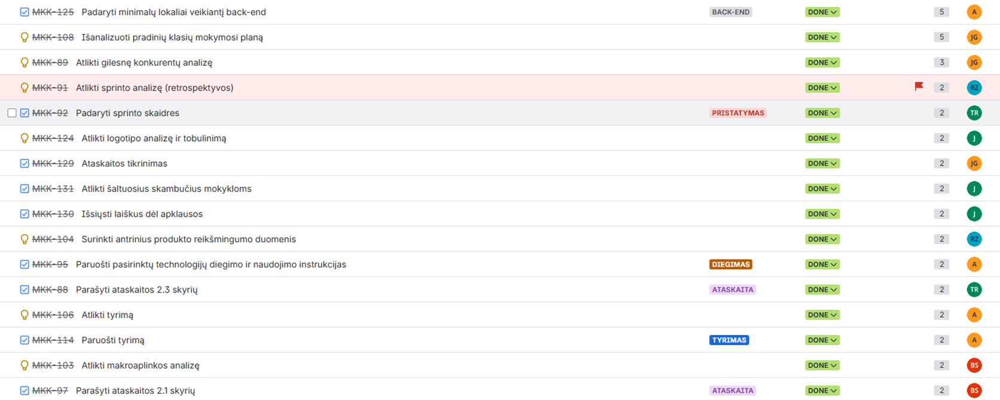 MKK-125 Padaryti minimalų lokaliai veikiantį back-end BACK-END DONE 5 A
MKK-108 Išanalizuoti pradinių klasių mokymosi planą DONE 5 JG
MKK-89 Atlikti gilesnę konkurentų analizę DONE 3 JG
MKK-91 Atlikti sprinto analizę (retrospektyvos) DONE 2 RZ
MKK-92 Padaryti sprinto skaidres PRISTATYMAS DONE 2 TR
MKK-124 Atlikti logotipo analizę ir tobulinimą DONE 2 J
MKK-129 Ataskaitos tikrinimas DONE 2 JG
MKK-131 Atlikti šaltuosius skambučius mokykloms DONE 2 J
MKK-130 Išsiųsti laiškus dėl apklausos DONE 2 J
MKK-104 Surinkti antrinius produkto reikšmingumo duomenis DONE 2 RZ
MKK-95 Paruošti pasirinktų technologijų diegimo ir naudojimo instrukcijas DIEGIMAS DONE 2 A
MKK-88 Parašyti ataskaitos 2.3 skyrių ATASKAITA DONE 2 TR
MKK-106 Atlikti tyrimą DONE 2 A
MKK-114 Paruošti tyrimą TYRIMAS DONE 2 A
MKK-103 Atlikti makroaplinkos analizę DONE 2 BS
MKK-97 Parašyti ataskaitos 2.1 skyrių ATASKAITA DONE 2 BS